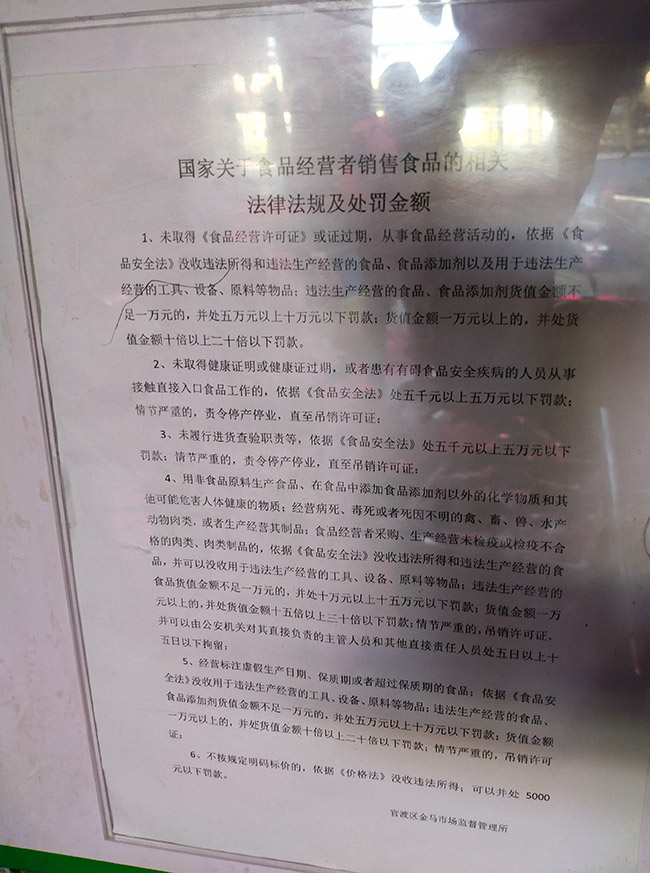 国家关于食品经营者销售食品的相关
法律法规及处罚金额
1、未取得《食品经营许可证》或证过期，从事食品经营活动的，依据《食
品安全法》没收违法所得和违法生产经营的食品、食品添加剂以及用于违法生产
经营的工具、设备、原料等物品；违法生产经营的食品、食品添加剂货值金额不
足一万元的，并处五万元以上十万元以下罚款；货值金额一万元以上的，并处货
值金额十倍以上二十倍以下罚款。
2、未取得健康证明或健康证过期，或者患有有碍食品安全疾病的人员从事
接触直接入口食品工作的，依据《食品安全法》处五千元以上五万元以下罚款；
情节严重的，责令停产停业，直至吊销许可证：
3、未履行进货查验职责等，依据《食品安全法》处五千元以上五万元以下
罚款；情节严重的，责令停产停业，直至吊销许可证：
4、用非食品原料生产食品、在食品中添加食品添加剂以外的化学物质和其
他可能危害人体健康的物质；经营病死、毒死或者死因不明的禽、畜、兽、水产
动物肉类，或者生产经营其制品；食品经营者采购、生产经营未检疫或检疫不合
格的肉类、肉类制品的，依据《食品安全法》没收违法所得和违法生产经营的食
品，并可以没收用于违法生产经营的工具、设备、原料等物品；违法生产经营的
食品货值金额不足一万元的，并处十万元以上十五万元以下罚款；货值金额一万
元以上的，并处货值金额十五倍以上三十倍以下罚款；情节严重的，吊销许可证，
并可以由公安机关对其直接负责的主管人员和其他直接责任人员处五日以上十
五日以下拘留；
5、经营标注虚假生产日期、保质期或者超过保质期的食品；依据《食品安
全法》没收用于违法生产经营的工具、设备、原料等物品；违法生产经营的食品、
食品添加剂货值金额不足一万元的，并处五万元以上十万元以下罚款；货值金额
一万元以上的，并处货值金额十倍以上二十倍以下罚款；情节严重的，吊销许可
证：
6、不按规定明码标价的，依据《价格法》没收违法所得；可以并处 5000
元以下罚款。
官渡区金马市场监督管理所